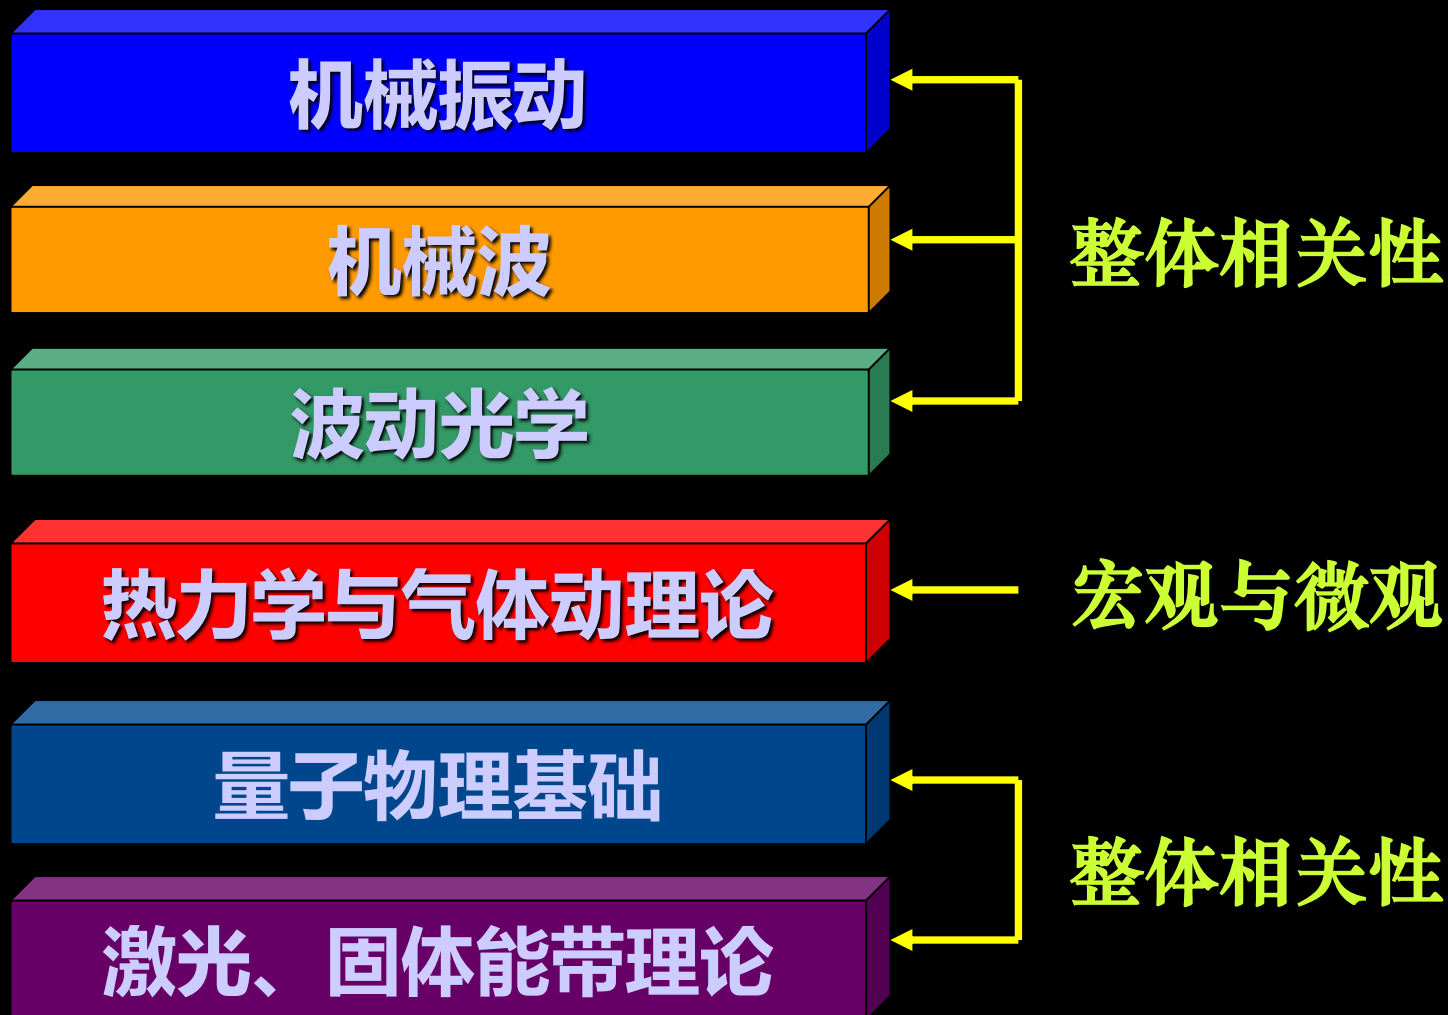 机械振动
机械波
整体相关性
波动光学
热力学与气体动理论
宏观与微观
量子物理基础
整体相关性
激光、固体能带理论